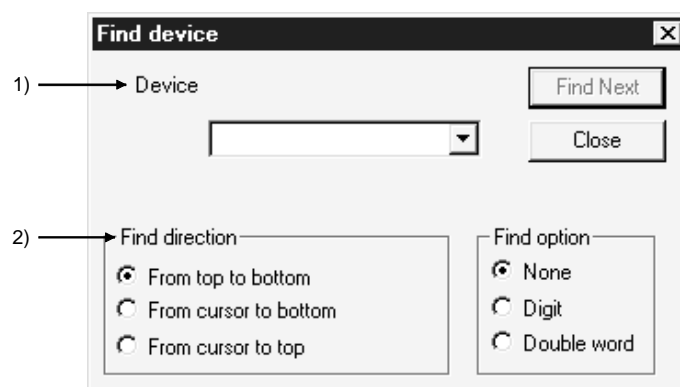 Find device
1) Device
Find Next
Close
2) Find direction
From top to bottom
From cursor to bottom
From cursor to top
Find option
None
Digit
Double word